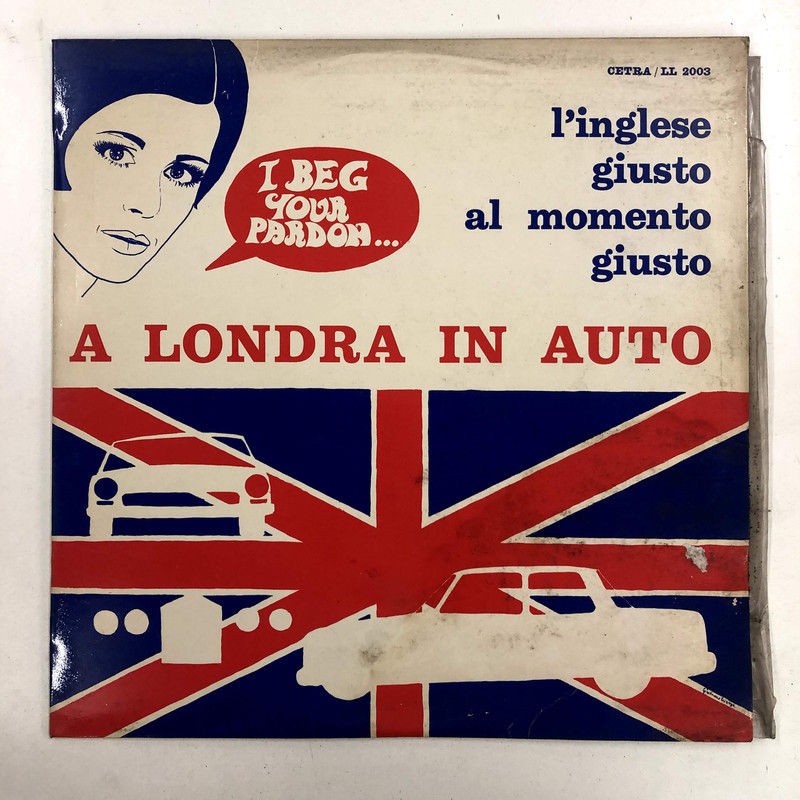 CETRA / LL 2003
l'inglese
giusto
al momento
giusto
I BEG
YOUR
PARDON...
A LONDRA IN AUTO